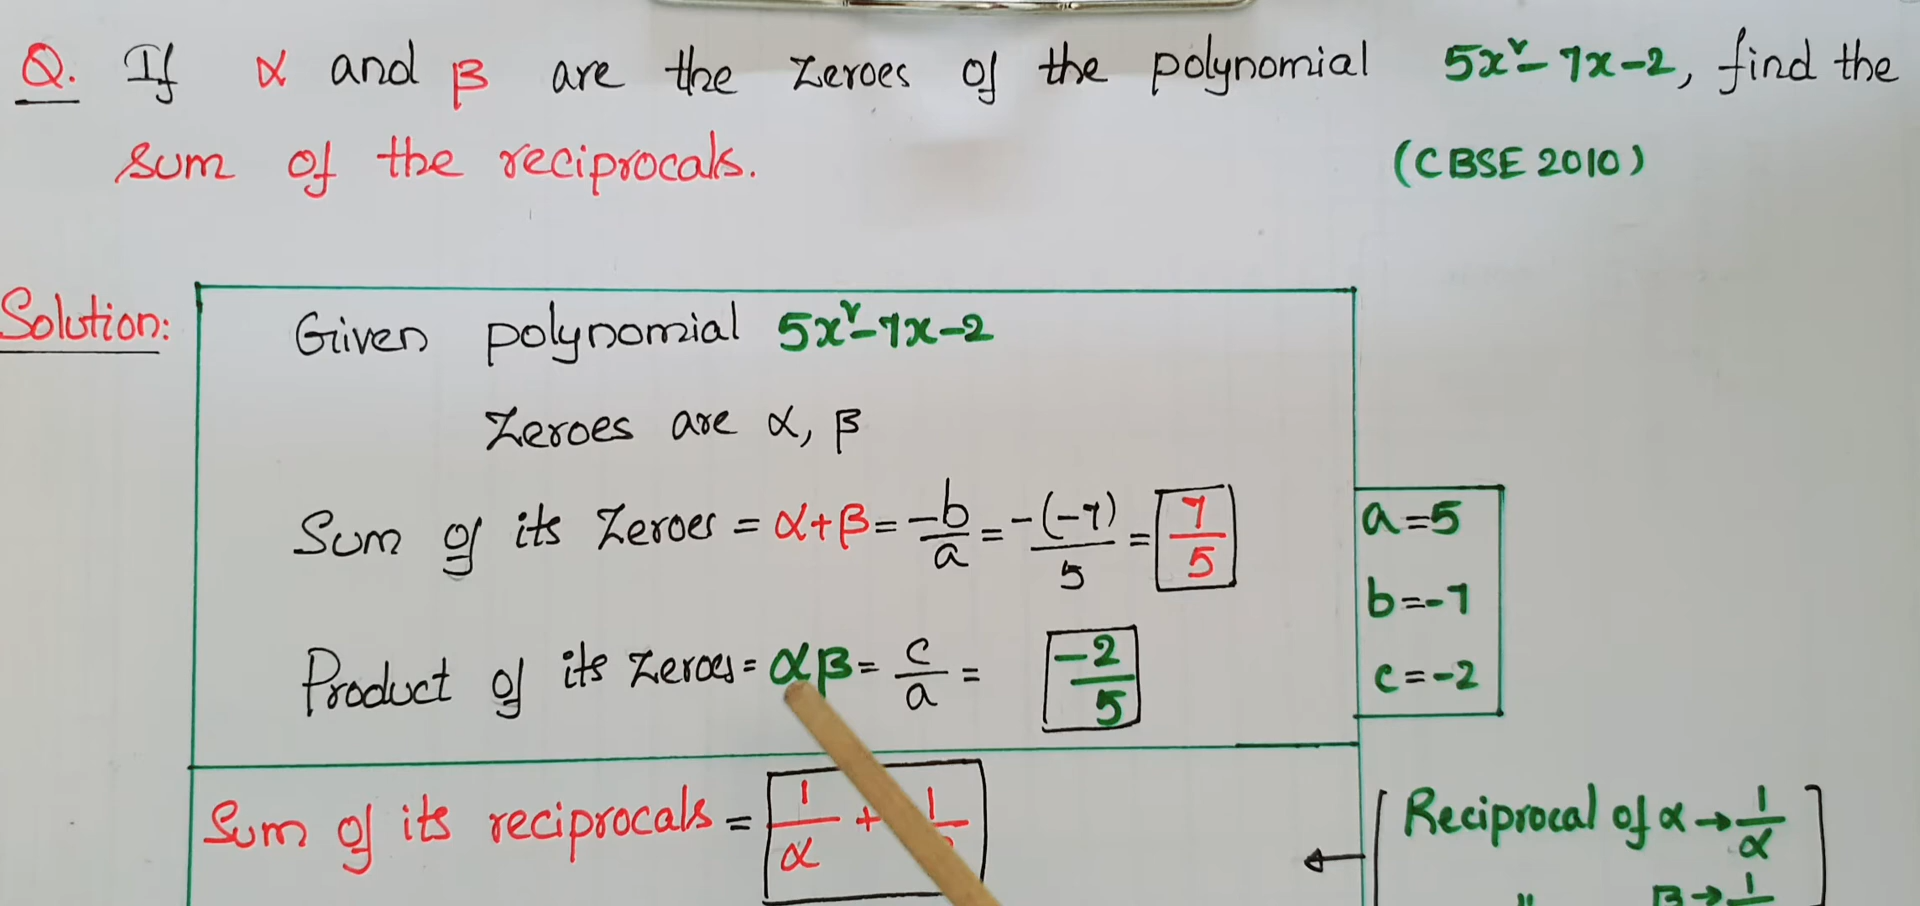 Q. If α and β are the zeroes of the polynomial 5x²-7x-2, find the
sum of the reciprocals. (CBSE 2010)
Solution: Given polynomial 5x²-7x-2
Zeroes are α, β
Sum of its zeroes = α+β = -b/a = -(-7)/5 = 7/5
a=5
b=-7
Product of its zeroes = αβ = c/a = -2/5
c=-2
Sum of its reciprocals = 1/α + 1/
Reciprocal of α → 1/α
" β → 1/